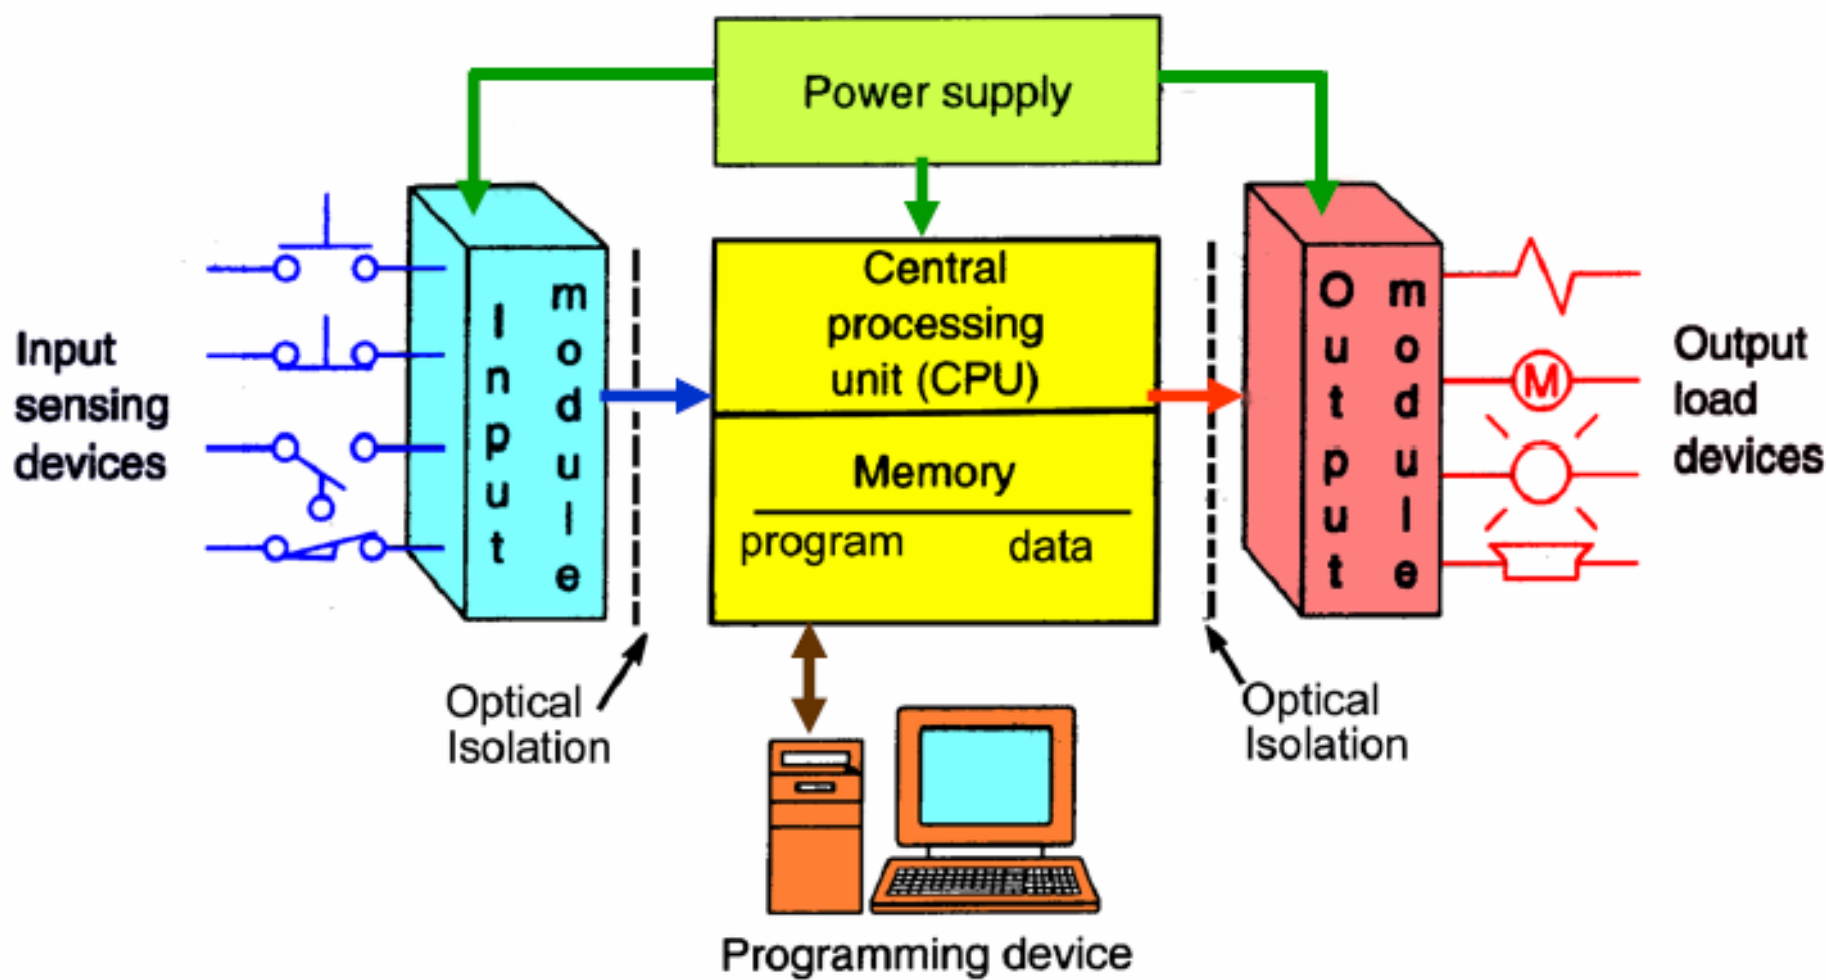 Power supply
Input
sensing
devices
Input
module
Central
processing
unit (CPU)
Memory
program data
Output
module
M
Output
load
devices
Optical
Isolation
Optical
Isolation
Programming device